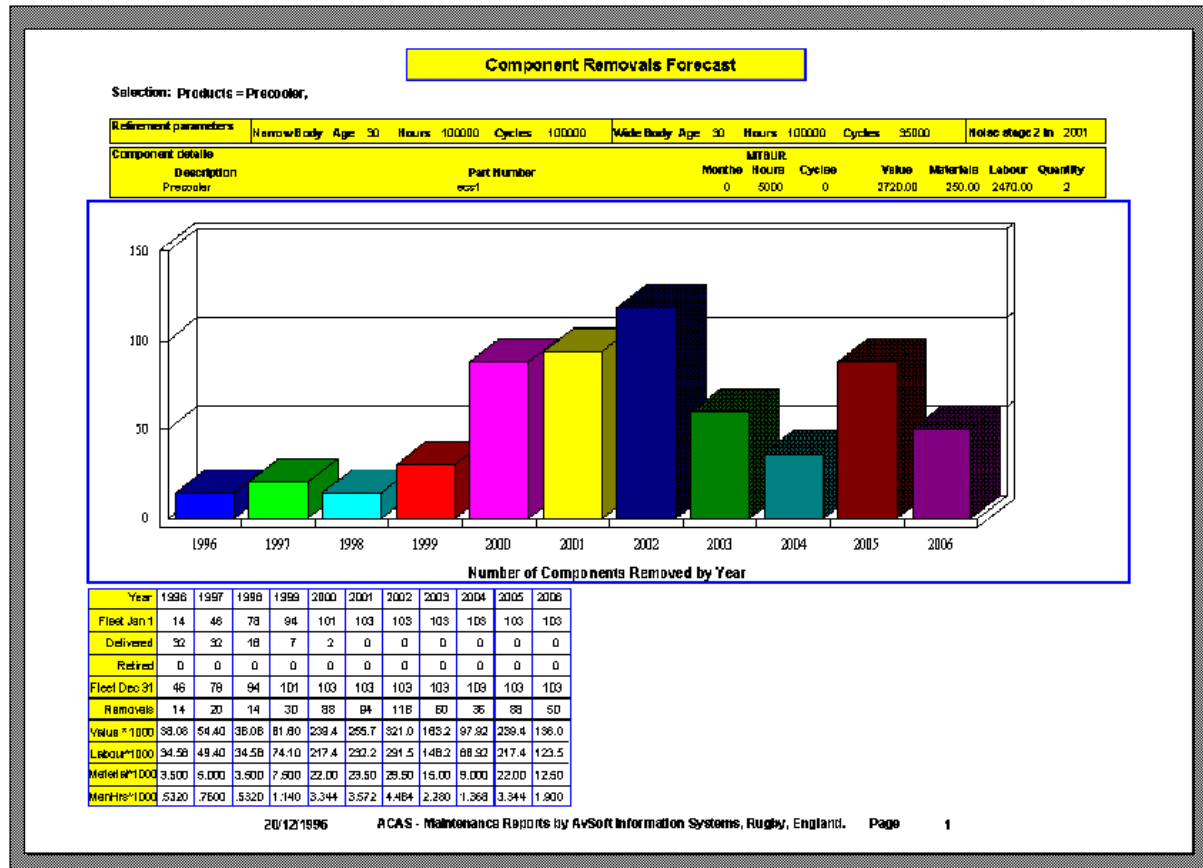 Component Removals Forecast
Selection: Products = Precooler,
Refinement parameters Narrow Body Age 30 Hours 100000 Cycles 100000 Wide Body Age 30 Hours 100000 Cycles 35000 Noise stage 2 in 2001
Component details MTBUR
Description Part Number Months Hours Cycles Value Materials Labour Quantity
Precooler ecs1 0 5000 0 2720.00 250.00 2470.00 2
150
100
50
0
1996 1997 1998 1999 2000 2001 2002 2003 2004 2005 2006
Number of Components Removed by Year
Year 1996 1997 1998 1999 2000 2001 2002 2003 2004 2005 2006
Fleet Jan 1 14 46 78 94 101 103 103 103 103 103 103
Delivered 32 32 16 7 2 0 0 0 0 0 0
Retired 0 0 0 0 0 0 0 0 0 0 0
Fleet Dec 31 46 78 94 101 103 103 103 103 103 103 103
Removals 14 20 14 30 88 94 118 60 36 88 50
Value * 1000 38.08 54.40 38.08 81.60 239.4 255.7 321.0 163.2 97.92 239.4 136.0
Labour*1000 34.58 49.40 34.58 74.10 217.4 232.2 291.5 148.2 88.92 217.4 123.5
Material*1000 3.500 5.000 3.500 7.500 22.00 23.50 29.50 15.00 9.000 22.00 12.50
ManHrs*1000 .5320 .7600 .5320 1.140 3.344 3.572 4.484 2.280 1.368 3.344 1.900
20/12/1996 ACAS - Maintenance Reports by AvSoft Information Systems, Rugby, England. Page 1